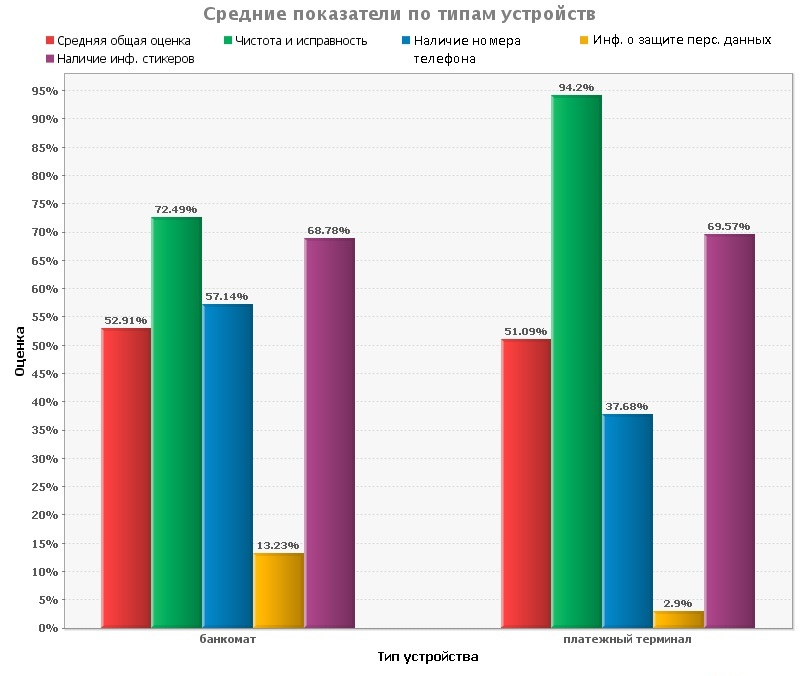 Средние показатели по типам устройств
Средняя общая оценка
Чистота и исправность
Наличие номера
телефона
Инф. о защите перс. данных
Наличие инф. стикеров
95%
90%
85%
80%
75%
70%
65%
60%
55%
50%
45%
40%
35%
30%
25%
20%
15%
10%
5%
0%
Оценка
52.91%
72.49%
57.14%
13.23%
68.78%
51.09%
94.2%
37.68%
2.9%
69.57%
банкомат
платежный терминал
Тип устройства